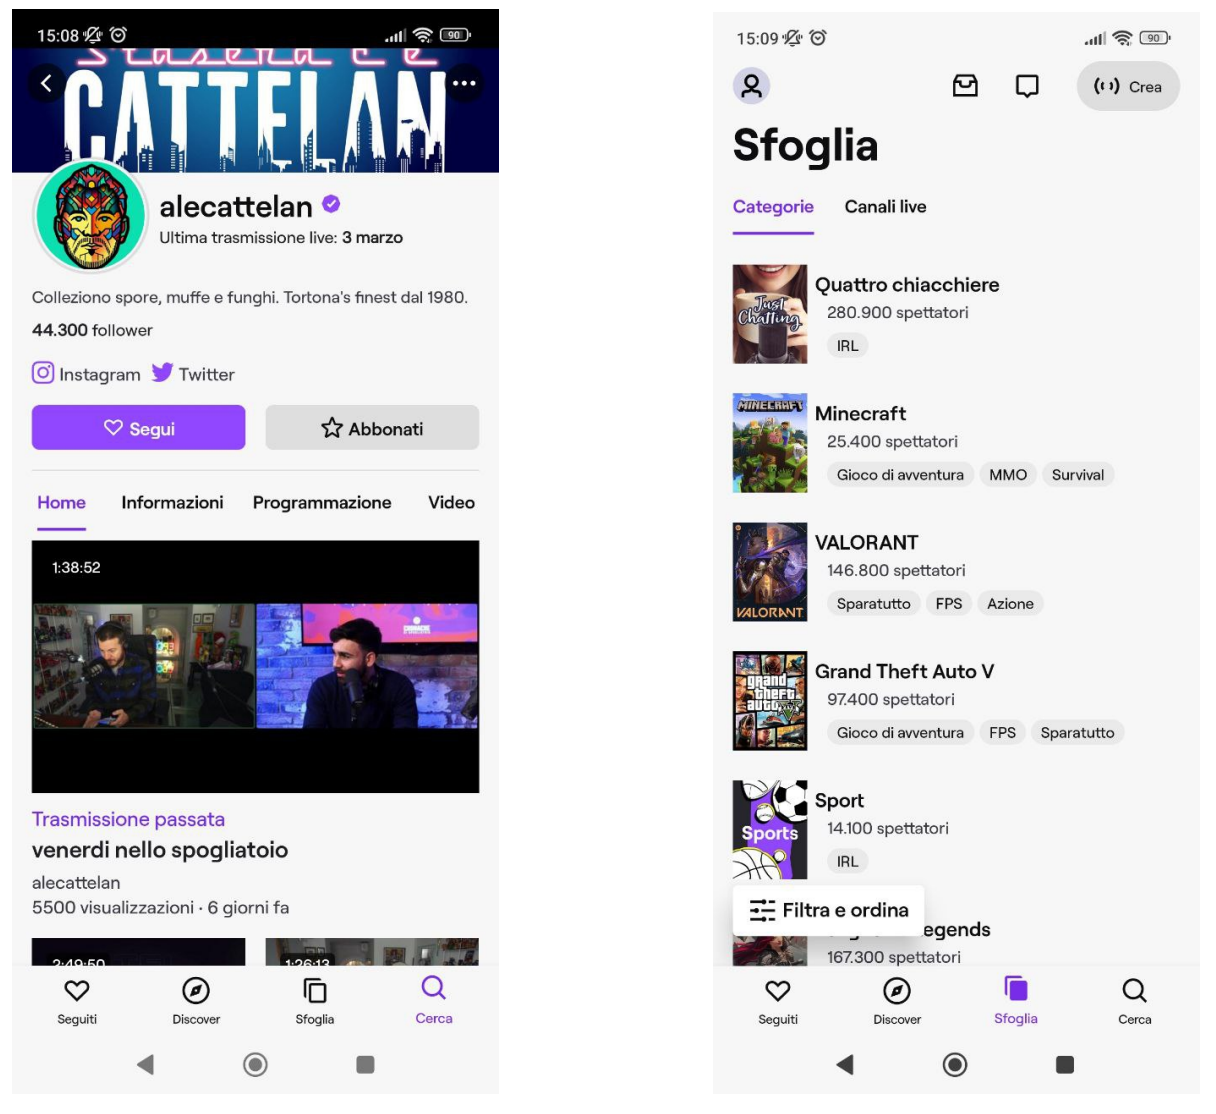 15:08
90
Stasera c'è
CATTELAN
alecattelan
Ultima trasmissione live: 3 marzo
Colleziono spore, muffe e funghi. Tortona's finest dal 1980.
44.300 follower
Instagram Twitter
Segui Abbonati
Home Informazioni Programmazione Video
1:38:52
Trasmissione passata
venerdi nello spogliatoio
alecattelan
5500 visualizzazioni · 6 giorni fa
2:49:50 1:26:13
Seguiti Discover Sfoglia Cerca
15:09
90
Crea
Sfoglia
Categorie Canali live
Just Chatting
Quattro chiacchiere
280.900 spettatori
IRL
MINECRAFT
Minecraft
25.400 spettatori
Gioco di avventura MMO Survival
VALORANT
VALORANT
146.800 spettatori
Sparatutto FPS Azione
grand theft auto V
Grand Theft Auto V
97.400 spettatori
Gioco di avventura FPS Sparatutto
Sports
Sport
14.100 spettatori
IRL
Filtra e ordina
egends
167.300 spettatori
Seguiti Discover Sfoglia Cerca